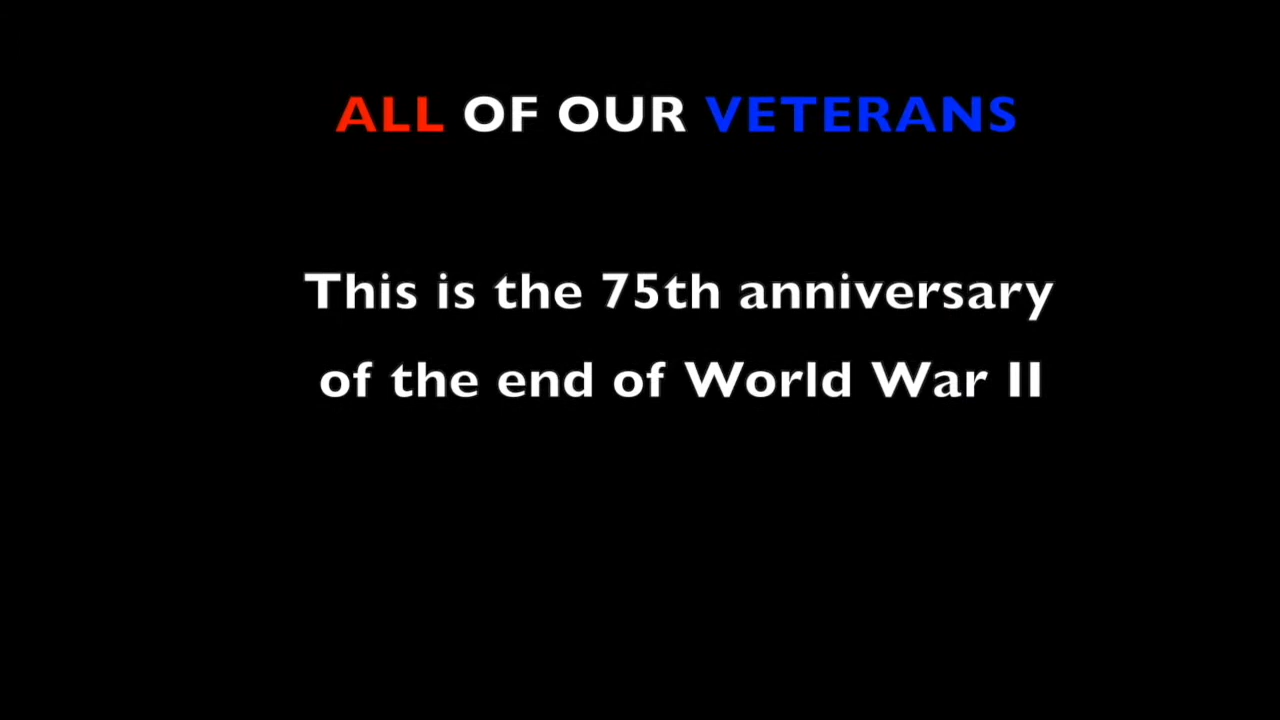 ALL OF OUR VETERANS
This is the 75th anniversary
of the end of World War II